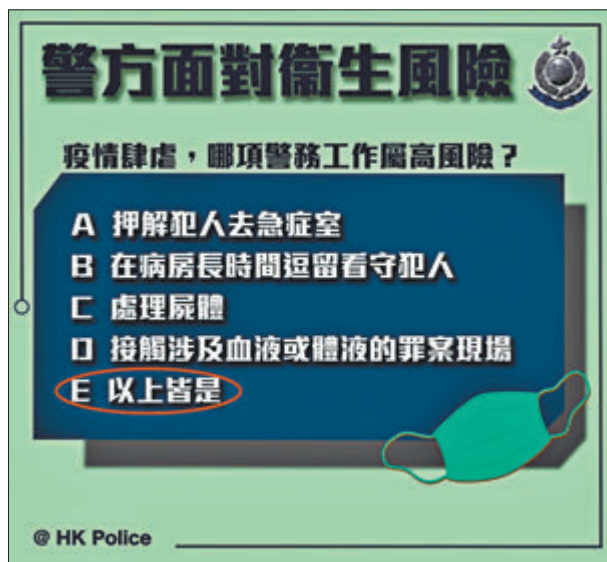 警方面對衞生風險
疫情肆虐，哪項警務工作屬高風險？
A 押解犯人去急症室
B 在病房長時間逗留看守犯人
C 處理屍體
D 接觸涉及血液或體液的罪案現場
E 以上皆是
@ HK Police